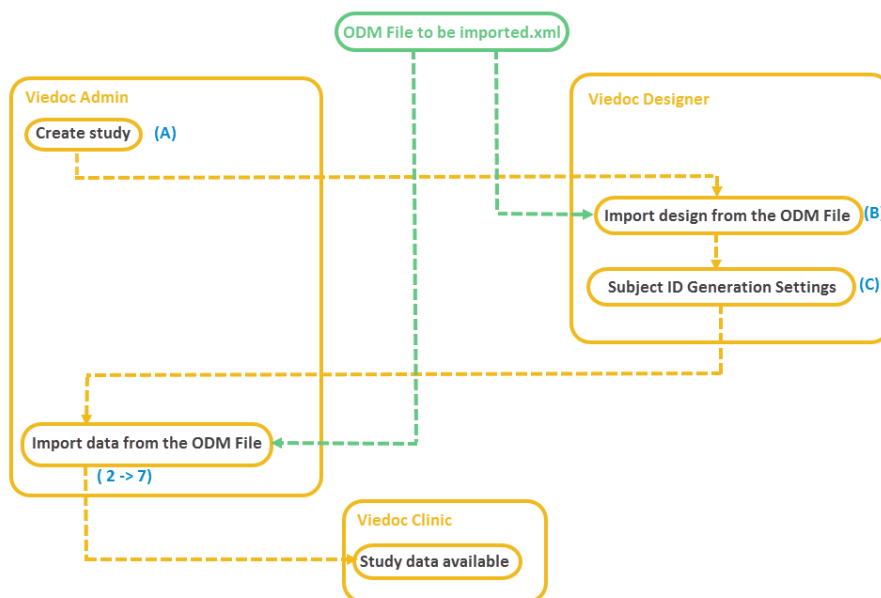 ODM File to be imported.xml
Viedoc Admin
Create study (A)
Viedoc Designer
Import design from the ODM File (B)
Subject ID Generation Settings (C)
Import data from the ODM File
( 2 -> 7)
Viedoc Clinic
Study data available